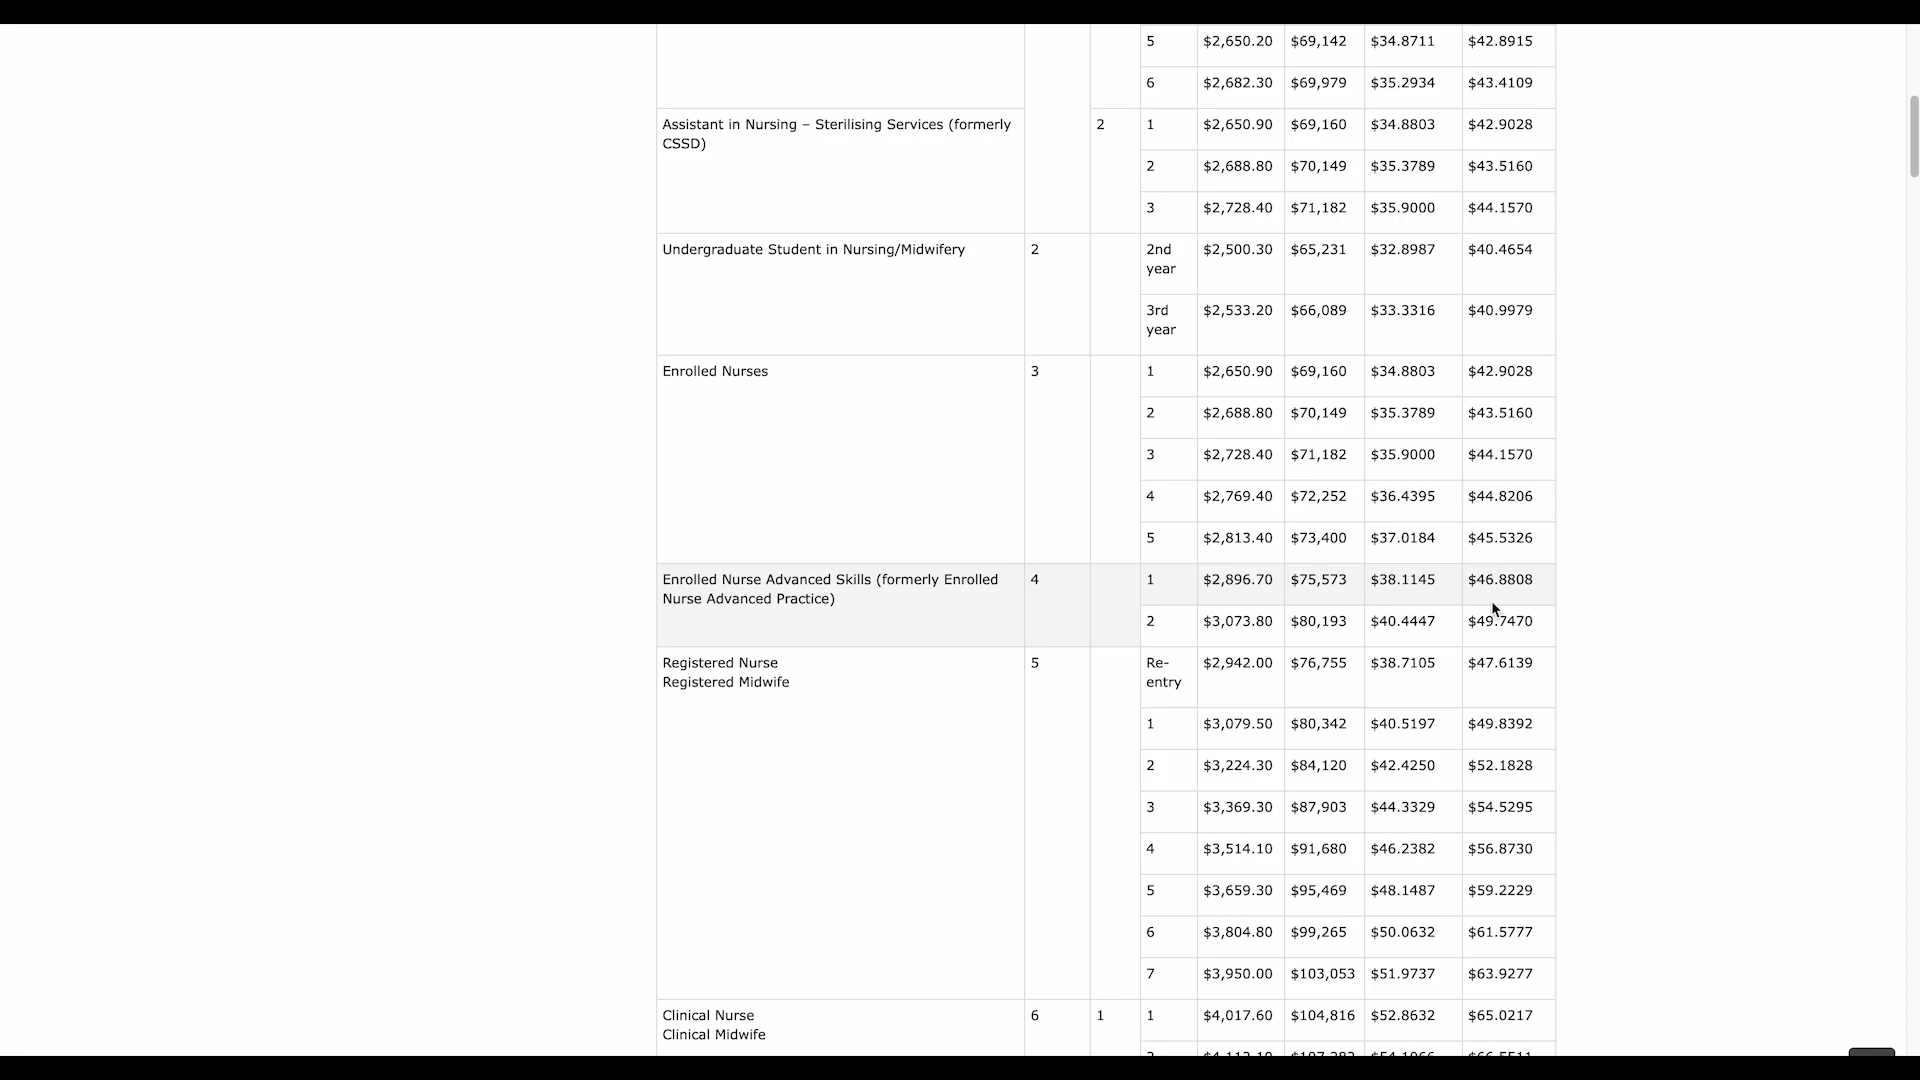 5 $2,650.20 $69,142 $34.8711 $42.8915
6 $2,682.30 $69,979 $35.2934 $43.4109
Assistant in Nursing – Sterilising Services (formerly 2 1 $2,650.90 $69,160 $34.8803 $42.9028
CSSD)
2 $2,688.80 $70,149 $35.3789 $43.5160
3 $2,728.40 $71,182 $35.9000 $44.1570
Undergraduate Student in Nursing/Midwifery 2 2nd $2,500.30 $65,231 $32.8987 $40.4654
year
3rd $2,533.20 $66,089 $33.3316 $40.9979
year
Enrolled Nurses 3 1 $2,650.90 $69,160 $34.8803 $42.9028
2 $2,688.80 $70,149 $35.3789 $43.5160
3 $2,728.40 $71,182 $35.9000 $44.1570
4 $2,769.40 $72,252 $36.4395 $44.8206
5 $2,813.40 $73,400 $37.0184 $45.5326
Enrolled Nurse Advanced Skills (formerly Enrolled 4 1 $2,896.70 $75,573 $38.1145 $46.8808
Nurse Advanced Practice)
2 $3,073.80 $80,193 $40.4447 $49.7470
Registered Nurse 5 Re- $2,942.00 $76,755 $38.7105 $47.6139
Registered Midwife entry
1 $3,079.50 $80,342 $40.5197 $49.8392
2 $3,224.30 $84,120 $42.4250 $52.1828
3 $3,369.30 $87,903 $44.3329 $54.5295
4 $3,514.10 $91,680 $46.2382 $56.8730
5 $3,659.30 $95,469 $48.1487 $59.2229
6 $3,804.80 $99,265 $50.0632 $61.5777
7 $3,950.00 $103,053 $51.9737 $63.9277
Clinical Nurse 6 1 1 $4,017.60 $104,816 $52.8632 $65.0217
Clinical Midwife